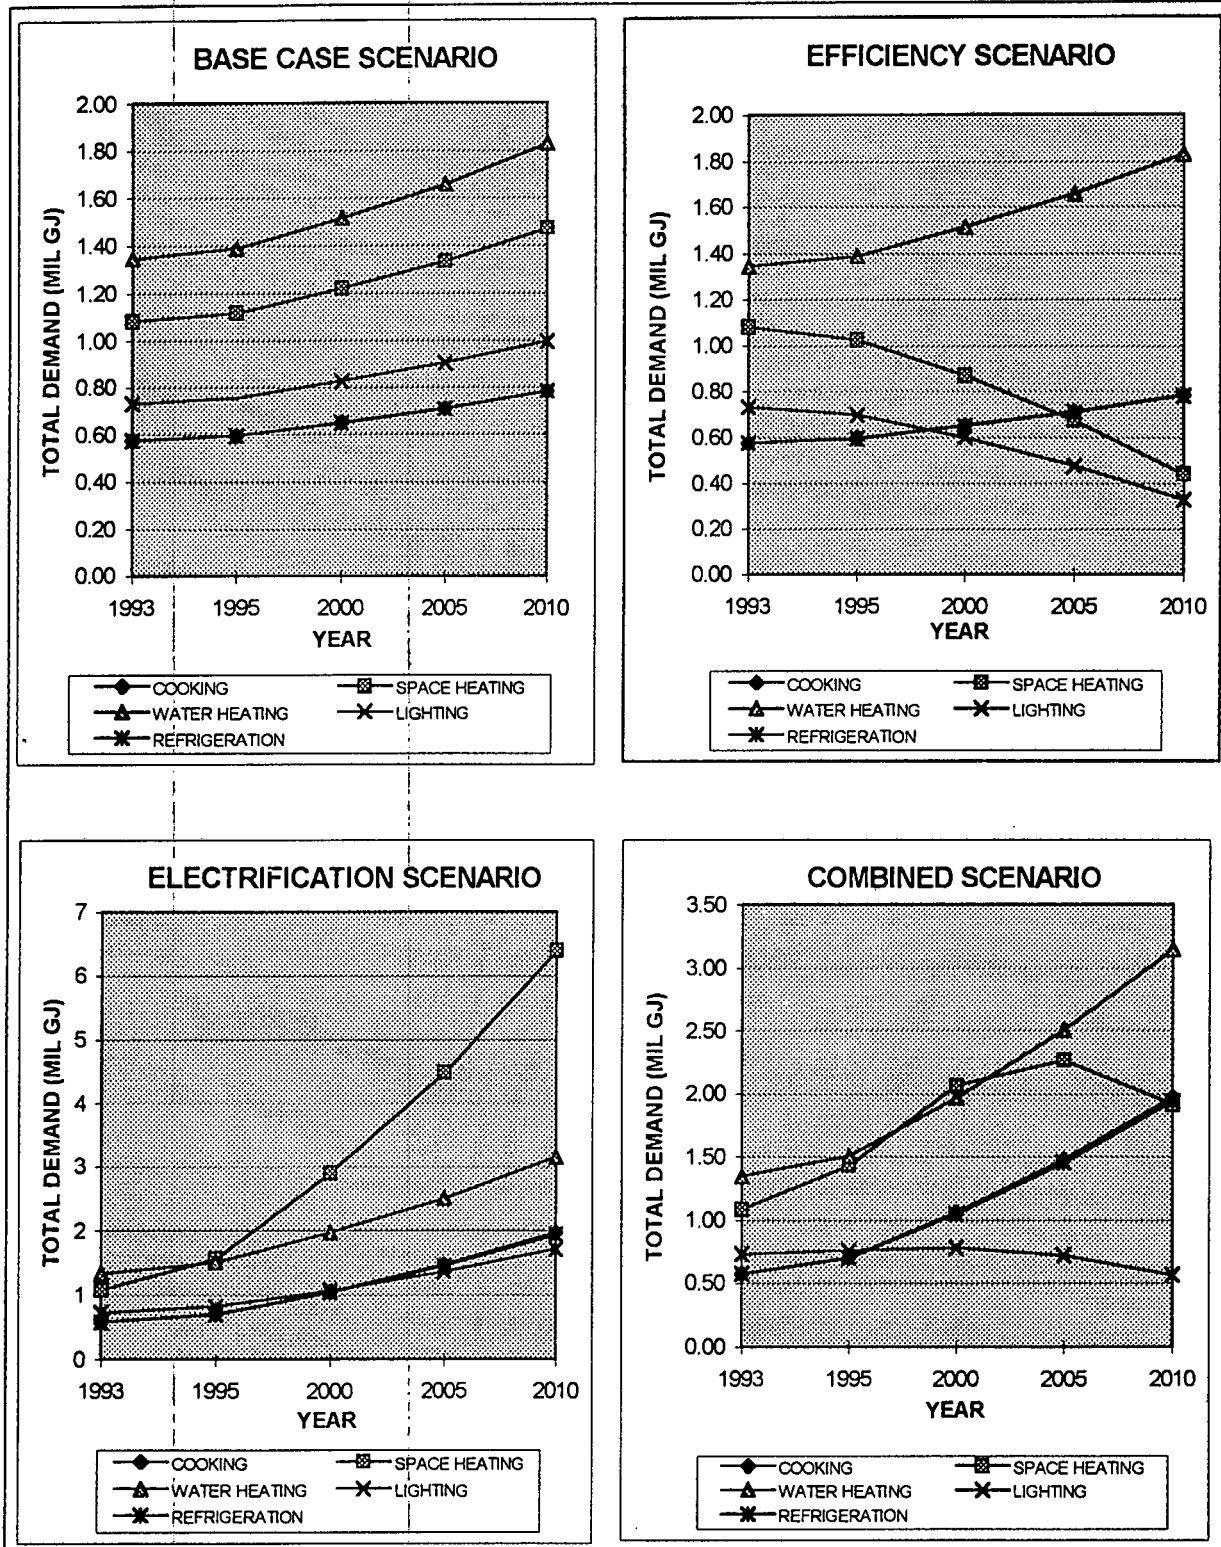 BASE CASE SCENARIO
TOTAL DEMAND (MIL GJ)
2.00
1.80
1.60
1.40
1.20
1.00
0.80
0.60
0.40
0.20
0.00
1993 1995 2000 2005 2010
YEAR
COOKING SPACE HEATING
WATER HEATING LIGHTING
REFRIGERATION
EFFICIENCY SCENARIO
TOTAL DEMAND (MIL GJ)
2.00
1.80
1.60
1.40
1.20
1.00
0.80
0.60
0.40
0.20
0.00
1993 1995 2000 2005 2010
YEAR
COOKING SPACE HEATING
WATER HEATING LIGHTING
REFRIGERATION
ELECTRIFICATION SCENARIO
TOTAL DEMAND (MIL GJ)
7
6
5
4
3
2
1
0
1993 1995 2000 2005 2010
YEAR
COOKING SPACE HEATING
WATER HEATING LIGHTING
REFRIGERATION
COMBINED SCENARIO
TOTAL DEMAND (MIL GJ)
3.50
3.00
2.50
2.00
1.50
1.00
0.50
0.00
1993 1995 2000 2005 2010
YEAR
COOKING SPACE HEATING
WATER HEATING LIGHTING
REFRIGERATION